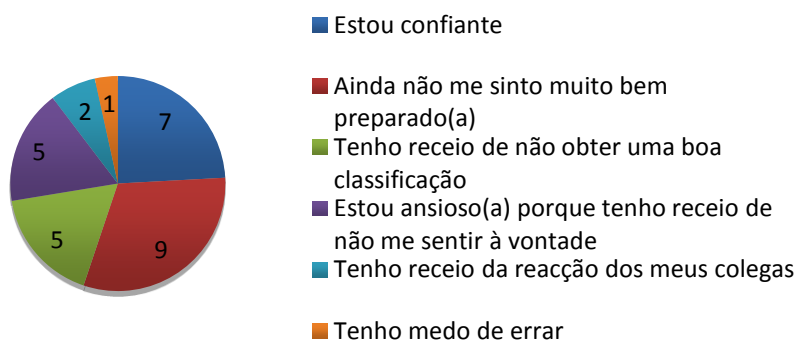 7
9
5
5
2
1
Estou confiante
Ainda não me sinto muito bem
preparado(a)
Tenho receio de não obter uma boa
classificação
Estou ansioso(a) porque tenho receio de
não me sentir à vontade
Tenho receio da reacção dos meus colegas
Tenho medo de errar